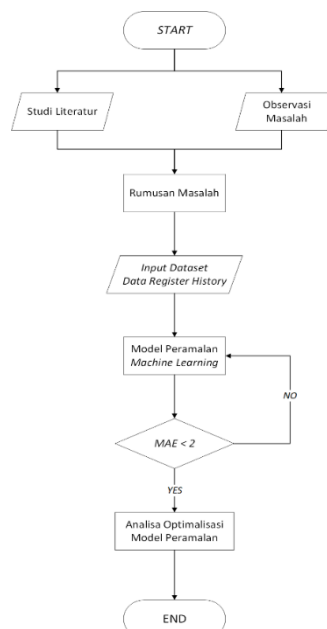 START
Studi Literatur
Observasi
Masalah
Rumusan Masalah
Input Dataset
Data Register History
Model Peramalan
Machine Learning
NO
MAE < 2
YES
Analisa Optimalisasi
Model Peramalan
END